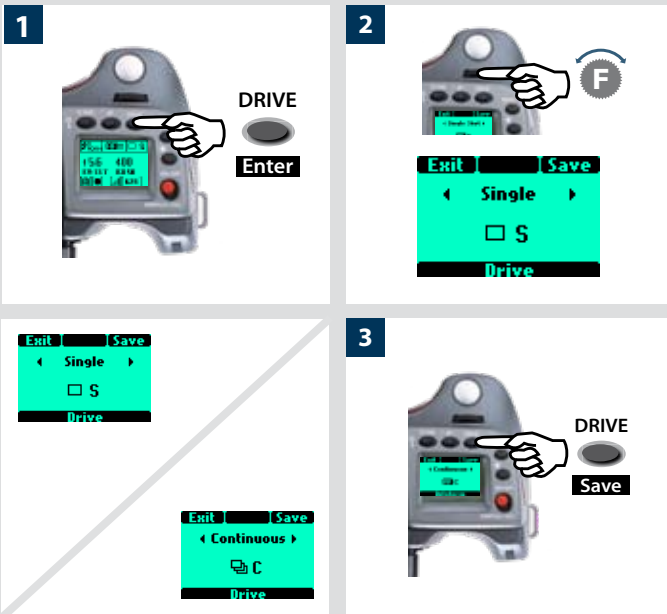 1
DRIVE
Enter
2
F
Exit Save
Single
S
Drive
Exit Save
Single
S
Drive
Exit Save
Continuous
C
Drive
3
DRIVE
Save